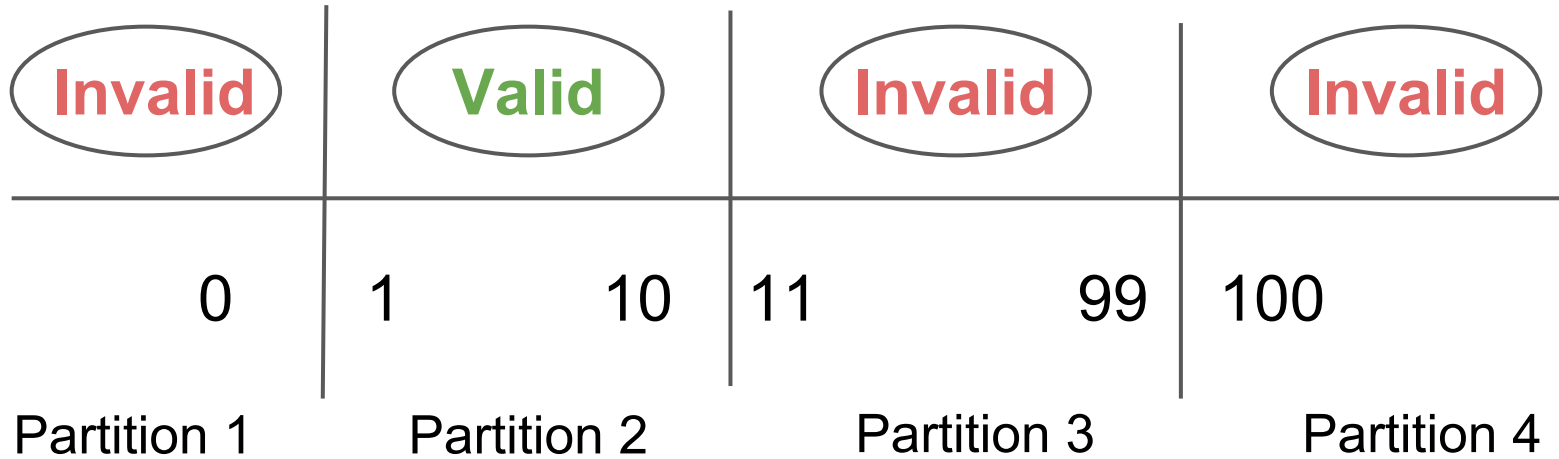 Invalid Valid Invalid Invalid
0 1 10 11 99 100
Partition 1 Partition 2 Partition 3 Partition 4